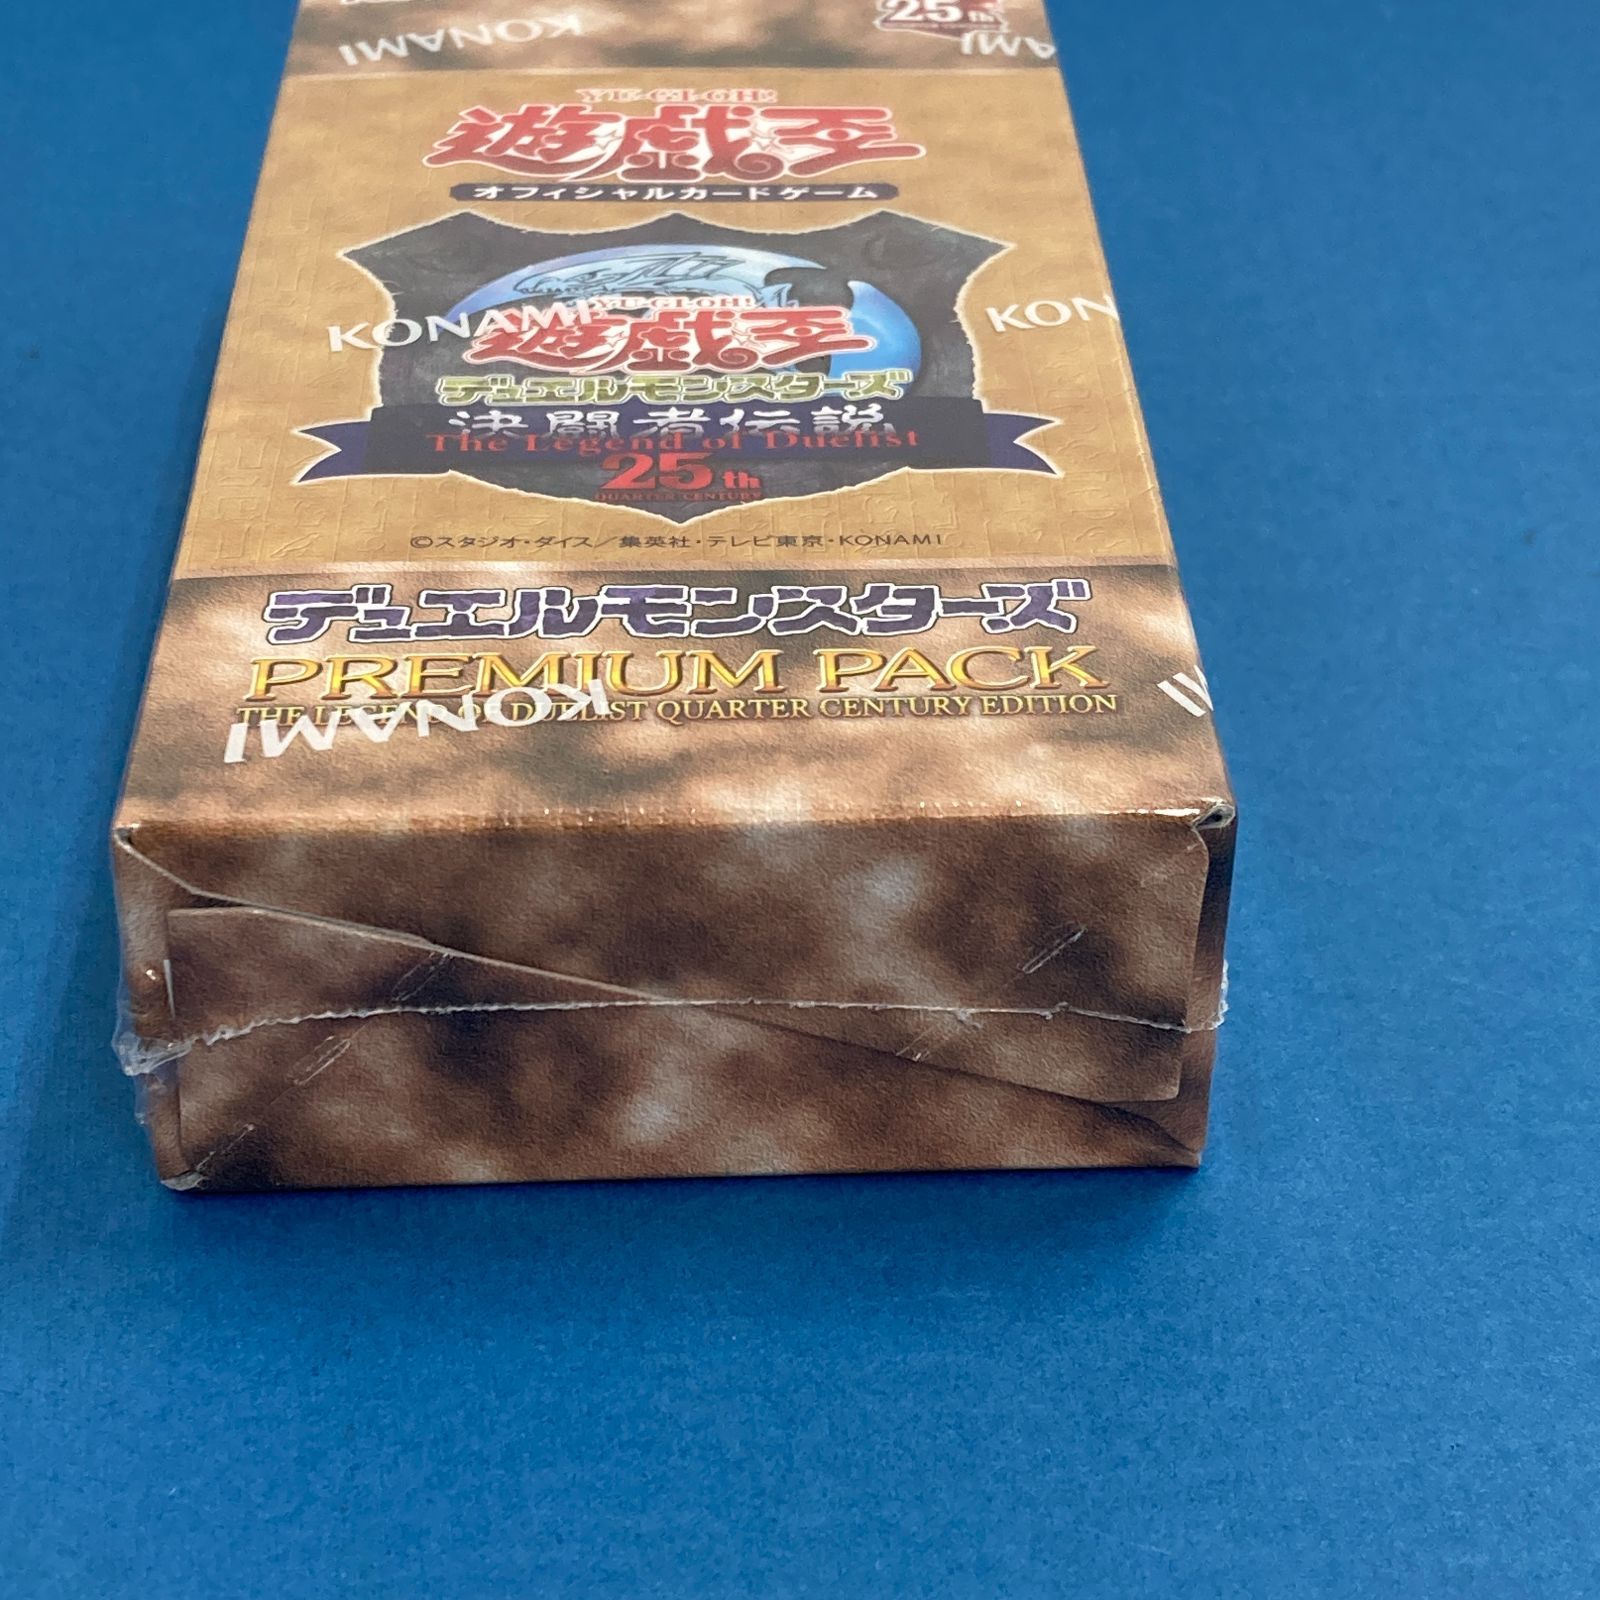 25th
KONAMI
AMI
YU-GI-OH!
遊戯王
オフィシャルカードゲーム
YU-GI-OH!
KONAMI
KON
遊戯王
デュエルモンスターズ
決闘者伝説
The Legend of Duelist
25th
QUARTER CENTURY
©スタジオ・ダイス/集英社・テレビ東京・KONAMI
デュエルモンスターズ
PREMIUM PACK
THE LEGEND OF DUELIST QUARTER CENTURY EDITION
KONAMI